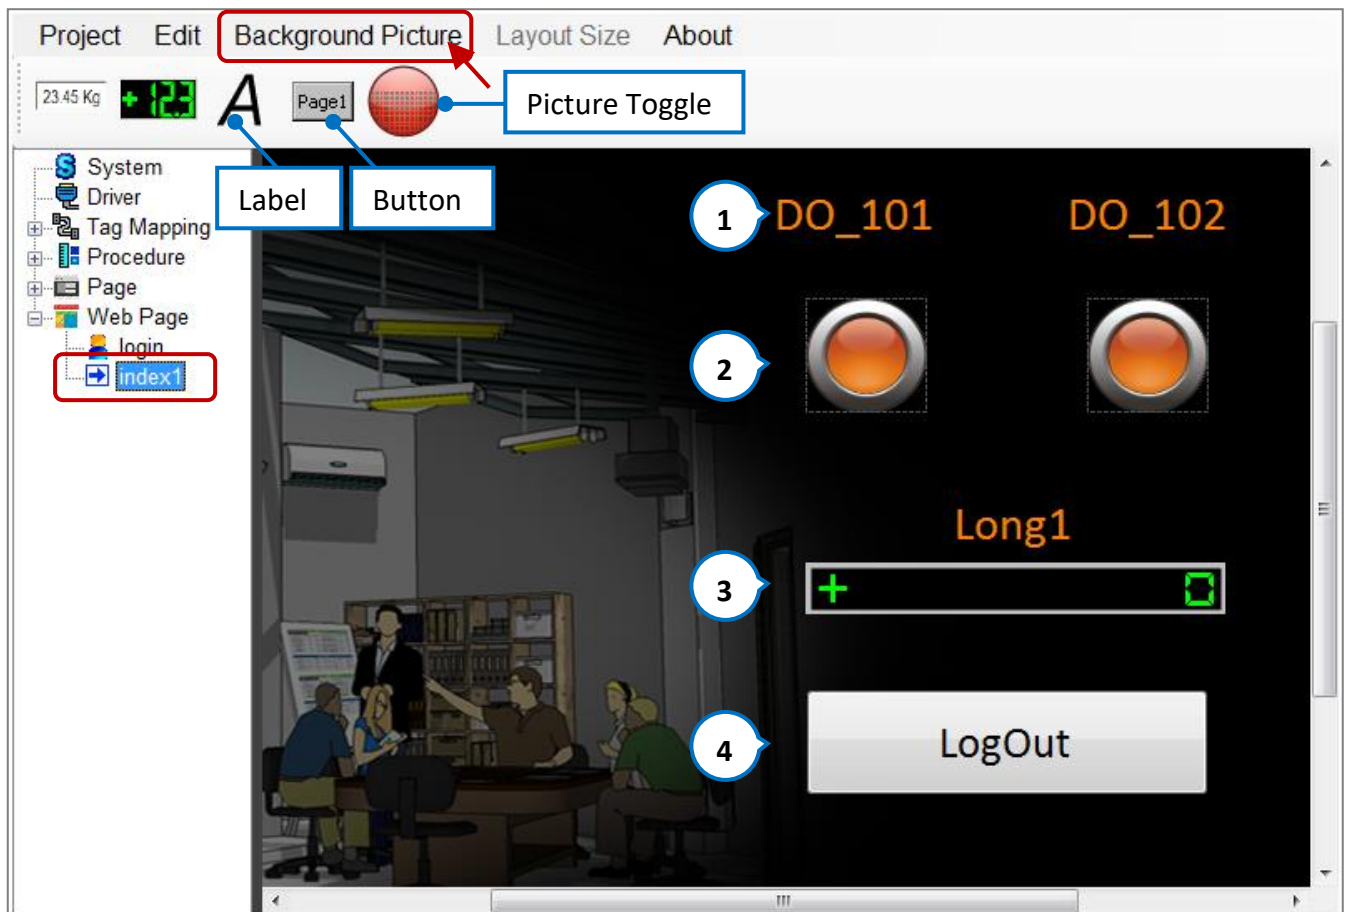 Project Edit Background Picture Layout Size About
23.45 Kg +12.3 A Page1 Picture Toggle
Label Button
System
Driver
Tag Mapping
Procedure
Page
Web Page
login
index1
1 DO_101 DO_102
2
Long1
3 + 0
4 LogOut